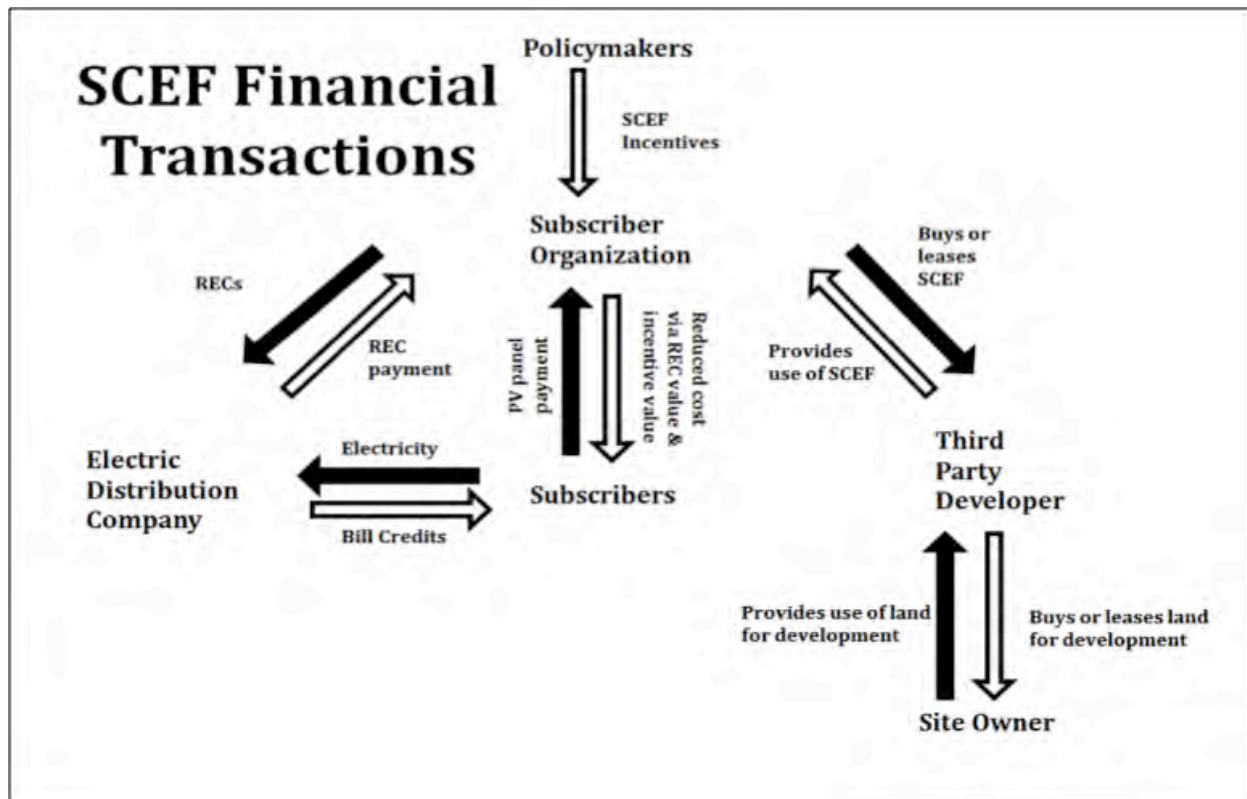 SCEF Financial
Transactions
Policymakers
SCEF
Incentives
Subscriber
Organization
RECs
REC
payment
PV panel
payment
Reduced cost
via REC value &
incentive value
Buys or
leases
SCEF
Provides
use of SCEF
Electric
Distribution
Company
Electricity
Bill Credits
Subscribers
Third
Party
Developer
Provides use of land
for development
Buys or leases land
for development
Site Owner